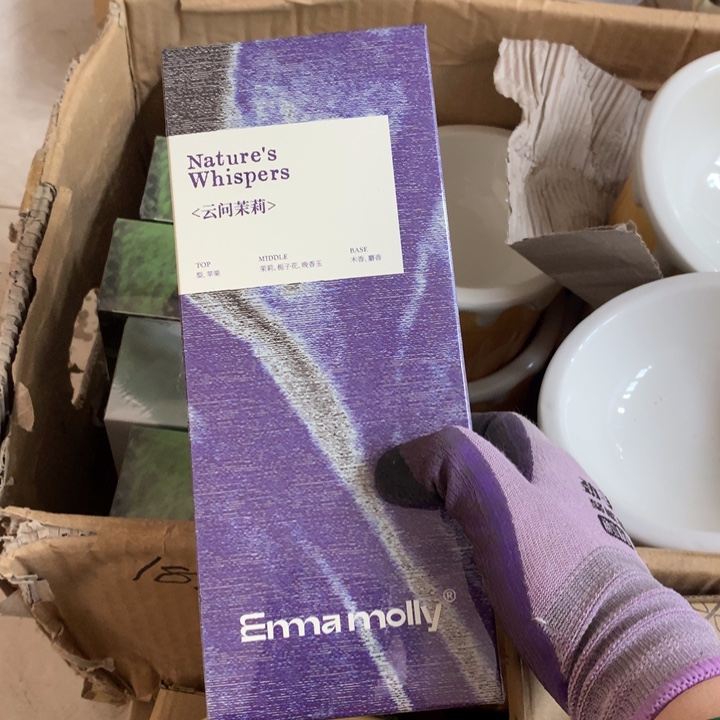 Nature's
Whispers
<云问茉莉>
TOP
梨, 苹果
MIDDLE
茉莉, 栀子花, 晚香玉
BASE
木香, 麝香
Emma molly®